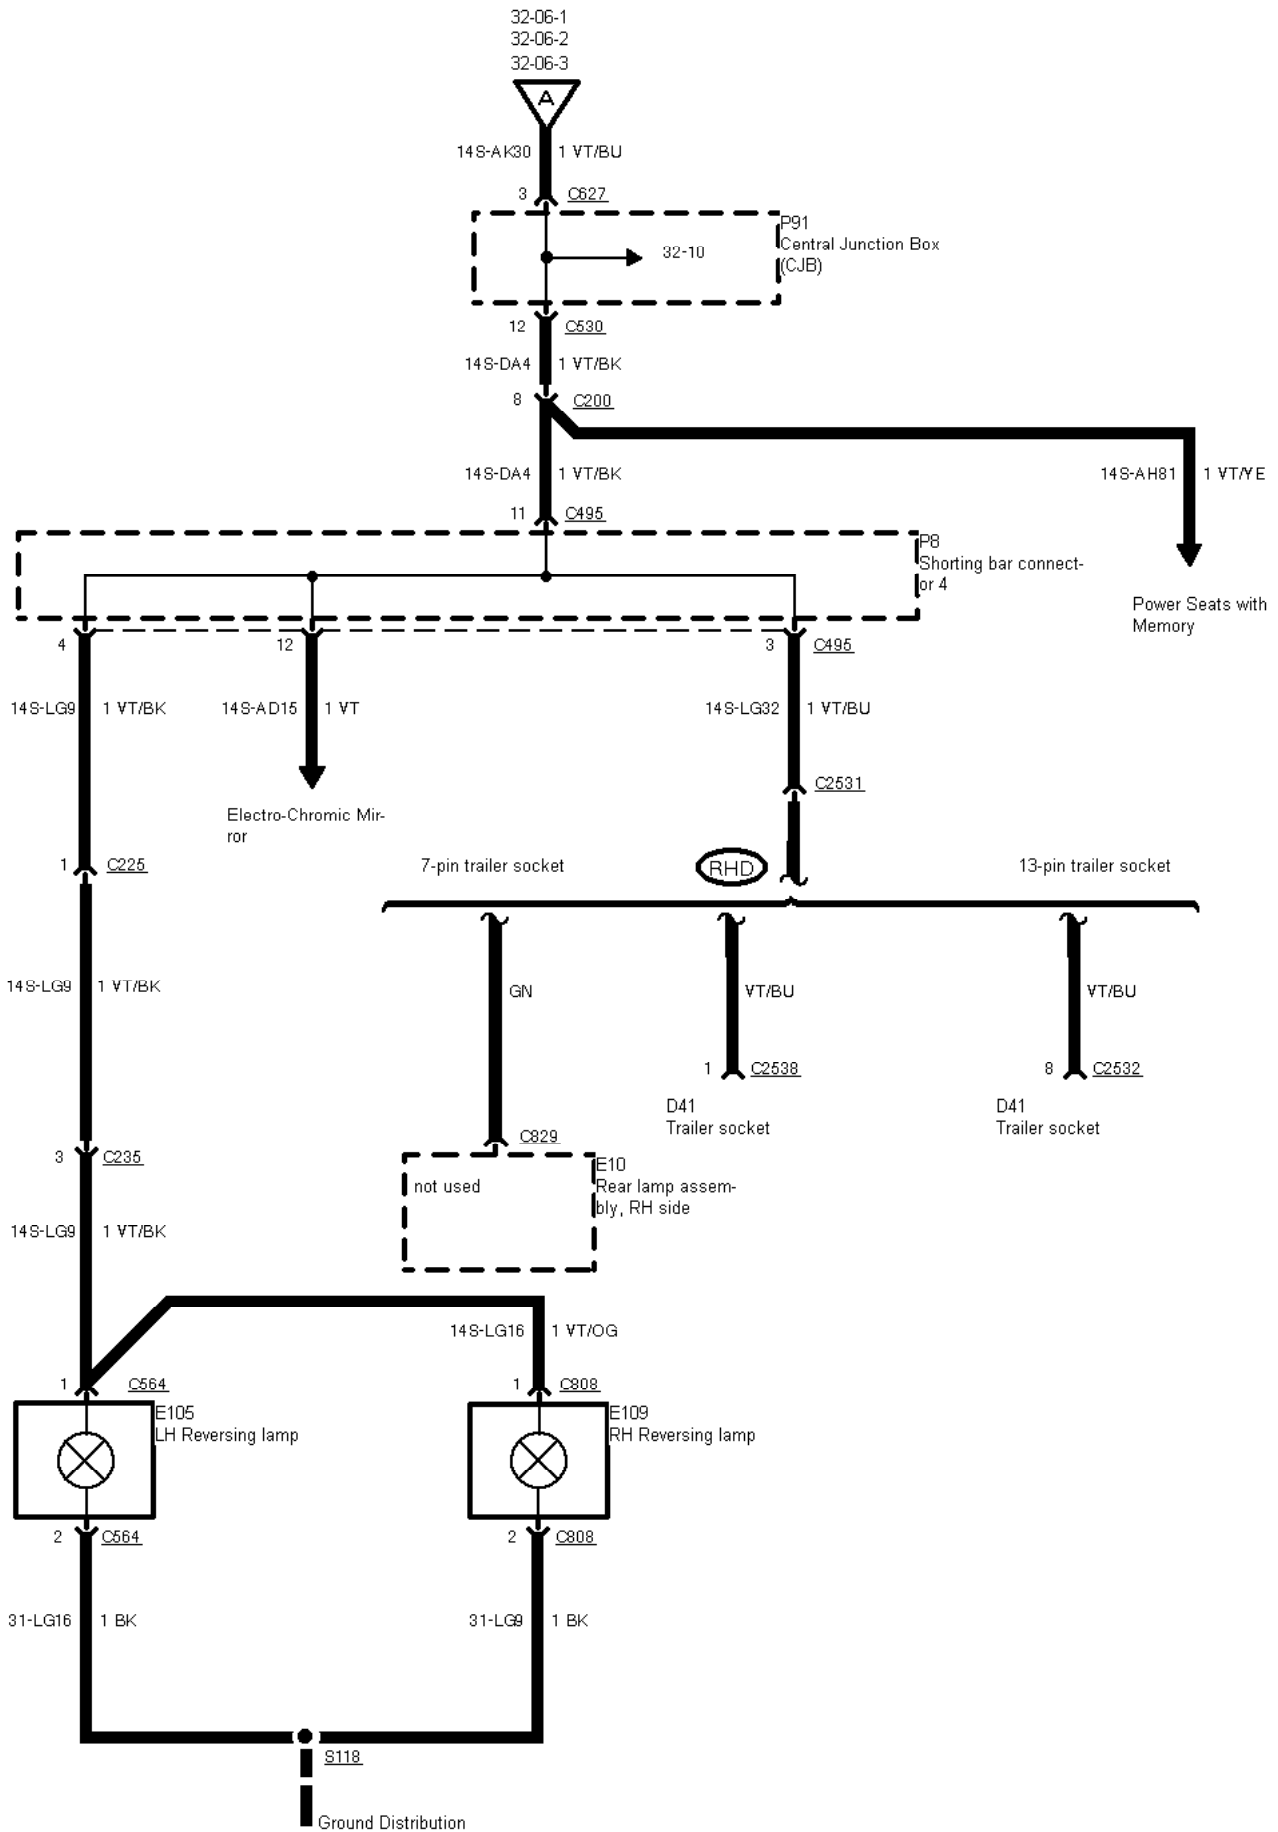 32-06-1
32-06-2
32-06-3
A
14S-AK30 1 VT/BU
3 C627
P91
Central Junction Box
(CJB)
32-10
12 C530
14S-DA4 1 VT/BK
8 C200
14S-DA4 1 VT/BK
14S-AH81 1 VT/YE
11 C495
P8
Shorting bar connect-
or 4
Power Seats with
Memory
4 12 3 C495
14S-LG9 1 VT/BK 14S-AD15 1 VT 14S-LG32 1 VT/BU
C2531
Electro-Chromic Mir-
ror
1 C225
7-pin trailer socket RHD 13-pin trailer socket
14S-LG9 1 VT/BK GN VT/BU VT/BU
1 C2538 8 C2532
D41
Trailer socket
D41
Trailer socket
C829
3 C235
E10
Rear lamp assem-
bly, RH side
not used
14S-LG9 1 VT/BK
14S-LG16 1 VT/OG
1 C564 1 C808
E105
LH Reversing lamp
E109
RH Reversing lamp
2 C564 2 C808
31-LG16 1 BK 31-LG9 1 BK
S118
Ground Distribution